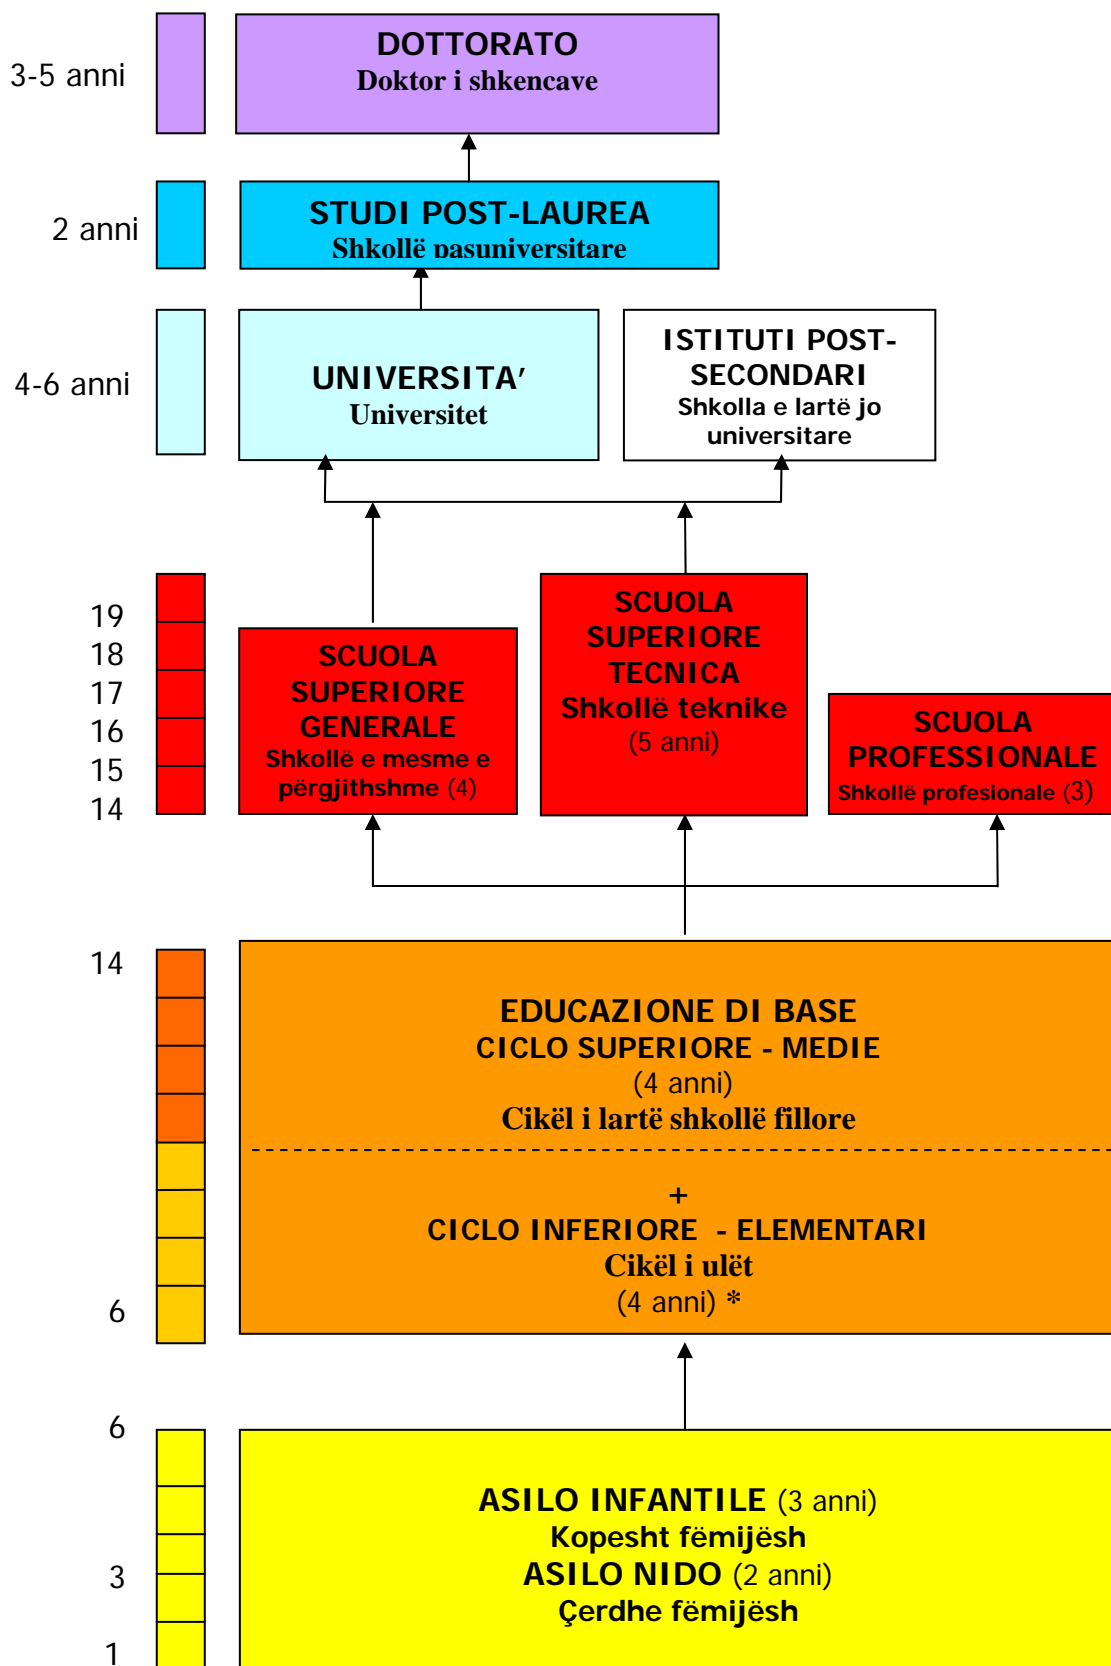 3-5 anni
DOTTORATO
Doktor i shkencave
2 anni
STUDI POST-LAUREA
Shkollë pasuniversitare
4-6 anni
UNIVERSITA’
Universitet
ISTITUTI POST-
SECONDARI
Shkolla e lartë jo
universitare
19
18
17
16
15
14
SCUOLA
SUPERIORE
GENERALE
Shkollë e mesme e
përgjithshme (4)
SCUOLA
SUPERIORE
TECNICA
Shkollë teknike
(5 anni)
SCUOLA
PROFESSIONALE
Shkollë profesionale (3)
14
EDUCAZIONE DI BASE
CICLO SUPERIORE - MEDIE
(4 anni)
Cikël i lartë shkollë fillore
+
CICLO INFERIORE - ELEMENTARI
Cikël i ulët
(4 anni) *
6
6
ASILO INFANTILE (3 anni)
Kopesht fëmijësh
3
ASILO NIDO (2 anni)
Çerdhe fëmijësh
1